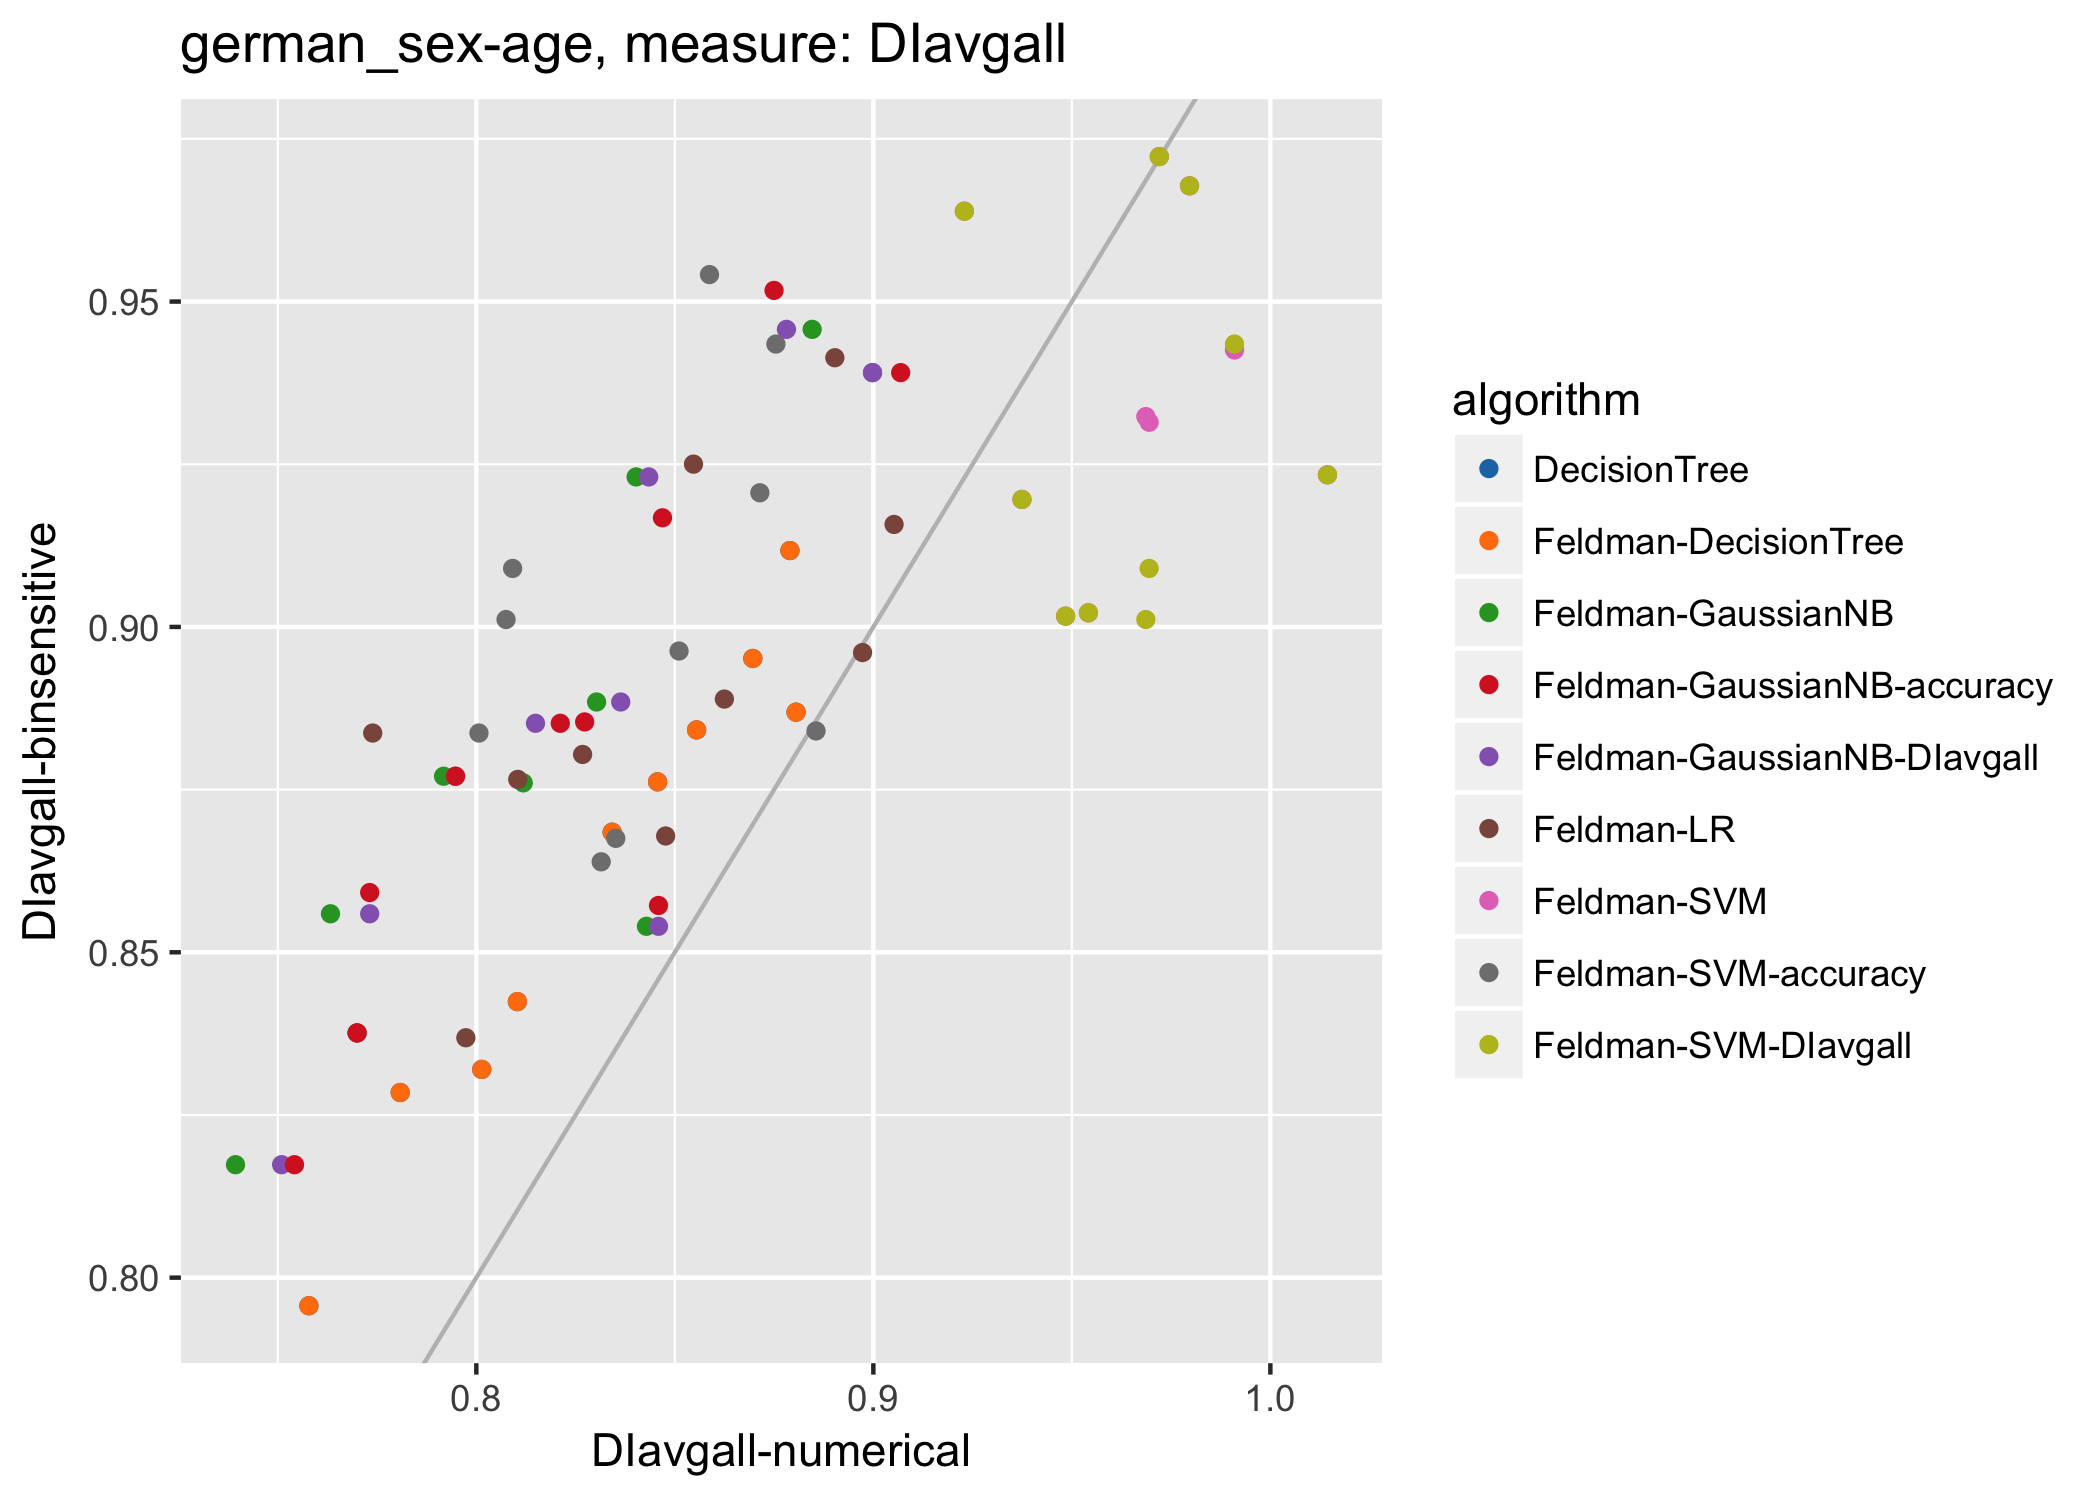 german_sex-age, measure: DIavgall
DIavgall-binsensitive
0.95
0.90
0.85
0.80
0.8
0.9
1.0
DIavgall-numerical
algorithm
DecisionTree
Feldman-DecisionTree
Feldman-GaussianNB
Feldman-GaussianNB-accuracy
Feldman-GaussianNB-DIavgall
Feldman-LR
Feldman-SVM
Feldman-SVM-accuracy
Feldman-SVM-DIavgall